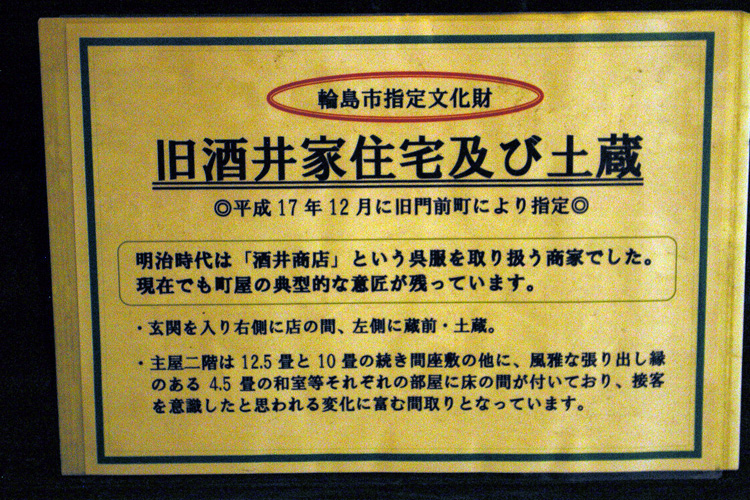 輪島市指定文化財
旧酒井家住宅及び土蔵
◎平成17年12月に旧門前町により指定◎
明治時代は「酒井商店」という呉服を取り扱う商家でした。
現在でも町屋の典型的な意匠が残っています。
・玄関を入り右側に店の間、左側に蔵前・土蔵。
・主屋二階は12.5畳と10畳の続き間座敷の他に、風雅な張り出し縁
のある4.5畳の和室等それぞれの部屋に床の間が付いており、接客
を意識したと思われる変化に富む間取りとなっています。